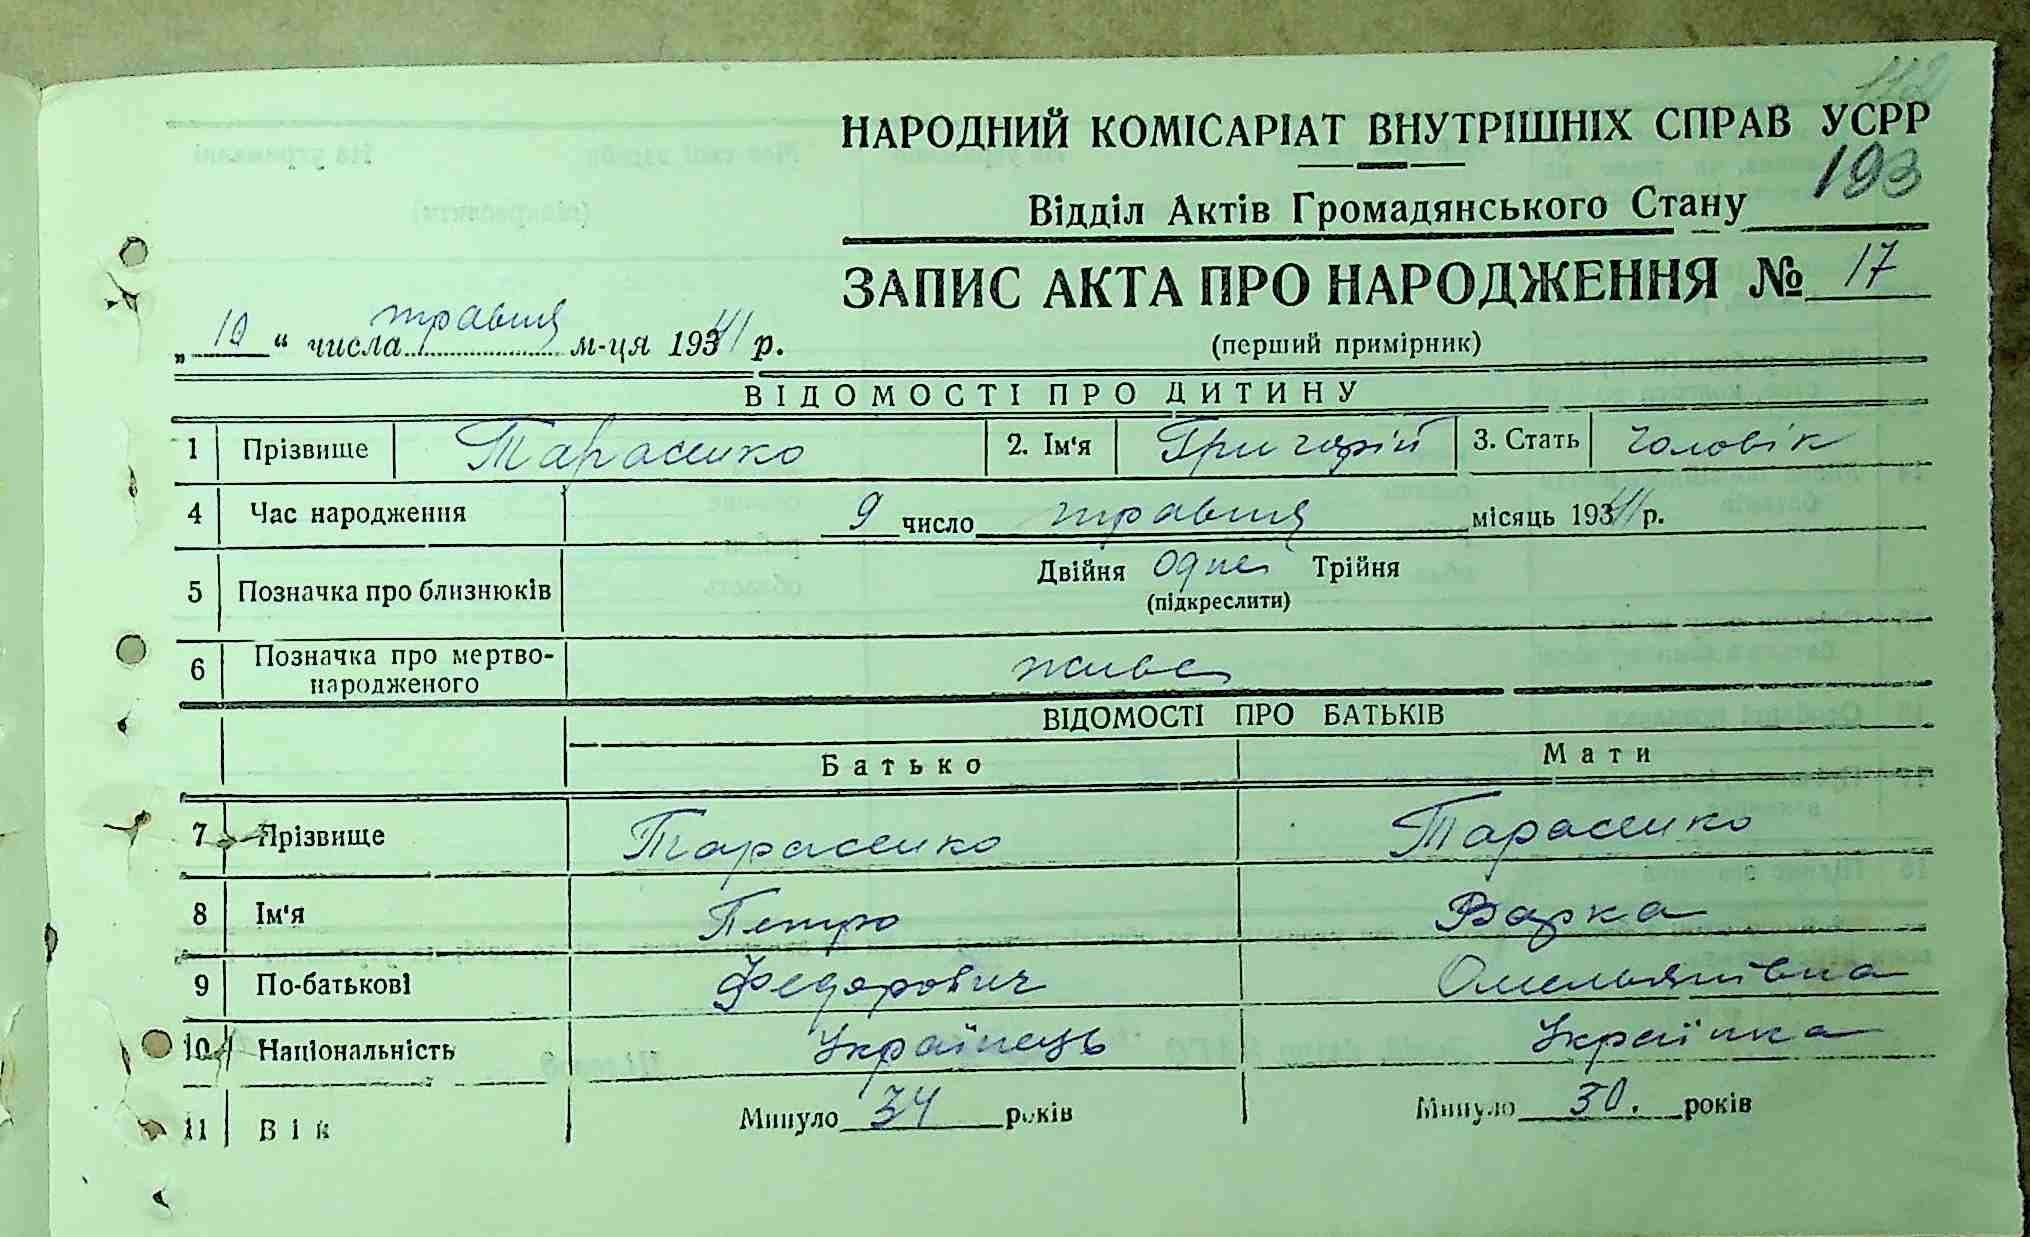 НАРОДНИЙ КОМІСАРІАТ ВНУТРІШНІХ СПРАВ УСРР
193
Відділ Актів Громадянського Стану
ЗАПИС АКТА ПРО НАРОДЖЕННЯ № 17
(перший примірник)
„10“ числа травня м-ця 1941 р.
ВІДОМОСТІ ПРО ДИТИНУ
1 Прізвище Тарасенко 2. Ім'я Григорій 3. Стать чоловік
4 Час народження 9 число травня місяць 1941 р.
5 Позначка про близнюків Двійня одне Трійня
(підкреслити)
6 Позначка про мертво-
народженого живе
ВІДОМОСТІ ПРО БАТЬКІВ
Батько Мати
7 Прізвище Тарасенко Тарасенко
8 Ім'я Петро Варка
9 По-батькові Федорович Омельянівна
10 Національність Українець Українка
11 Вік Минуло 34 років Минуло 30. років